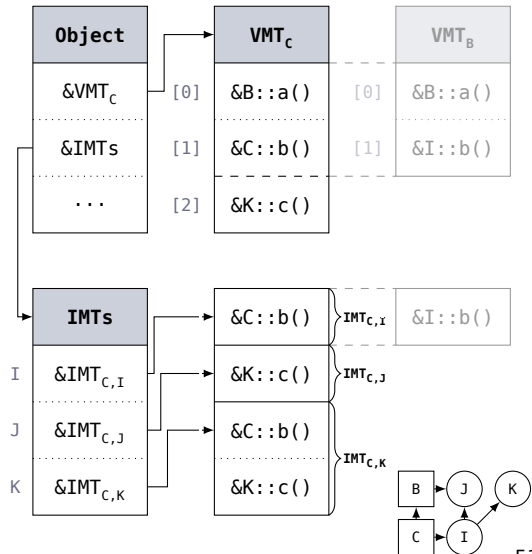 Object VMT_C VMT_B
&VMT_C [0] &B::a() [0] &B::a()
&IMTs [1] &C::b() [1] &I::b()
... [2] &K::c()
IMTs &C::b() IMT_C,I &I::b()
I &IMT_C,I &K::c() IMT_C,J
J &IMT_C,J &C::b() IMT_C,K
K &IMT_C,K &K::c()
B J K
C I